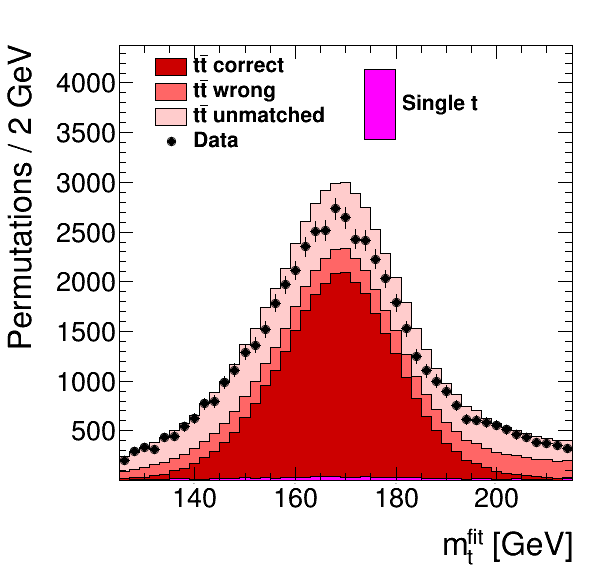 Permutations / 2 GeV
4000
3500
3000
2500
2000
1500
1000
500
tt̄ correct
tt̄ wrong
tt̄ unmatched
Data
Single t
140 160 180 200
m_t^fit [GeV]